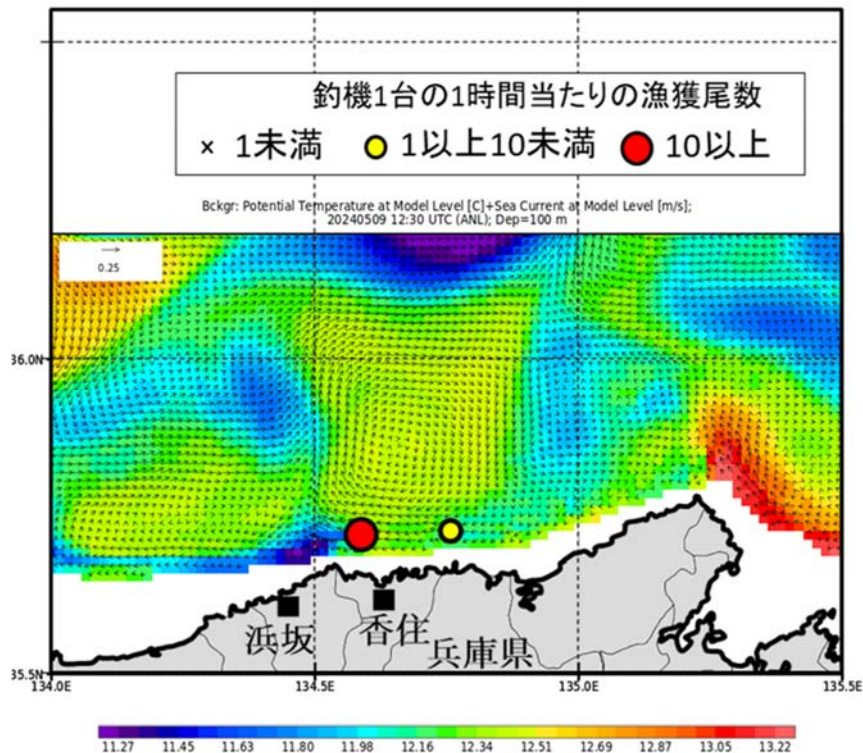 釣機1台の1時間当たりの漁獲尾数
× 1未満 1以上10未満 10以上
Bckgr: Potential Temperature at Model Level [C]+Sea Current at Model Level [m/s];
20240509 12:30 UTC (ANL); Dep=100 m
0.25
36.0N
浜坂
香住
兵庫県
35.5N
134.0E 134.5E 135.0E 135.5E
11.27 11.45 11.63 11.80 11.98 12.16 12.34 12.51 12.69 12.87 13.05 13.22